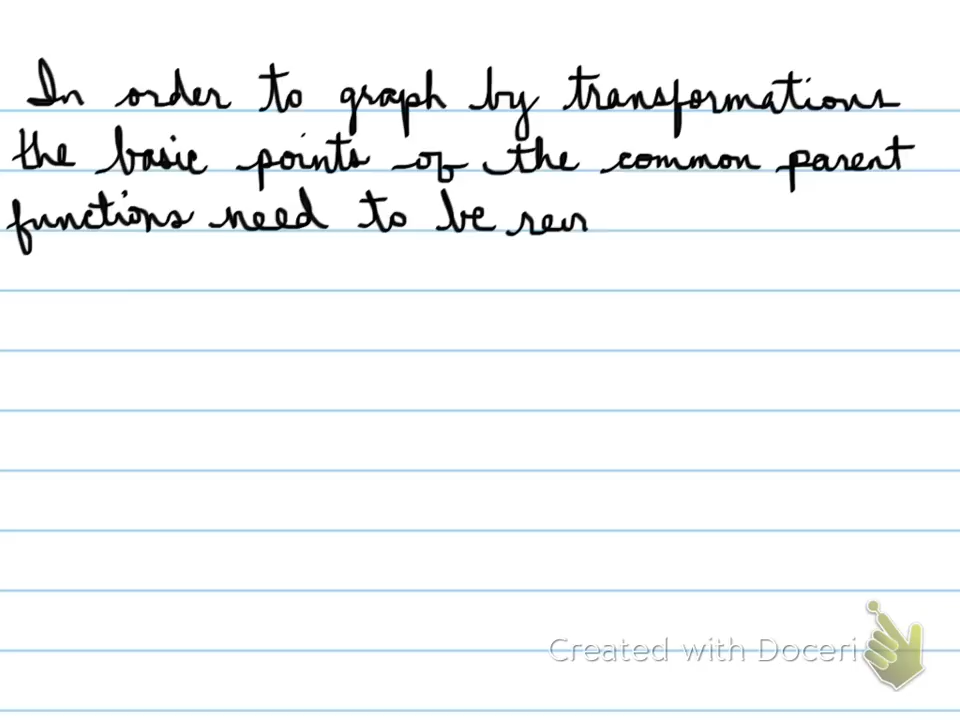 In order to graph by transformations
the basic points of the common parent
functions need to be rev
Created with Doceri